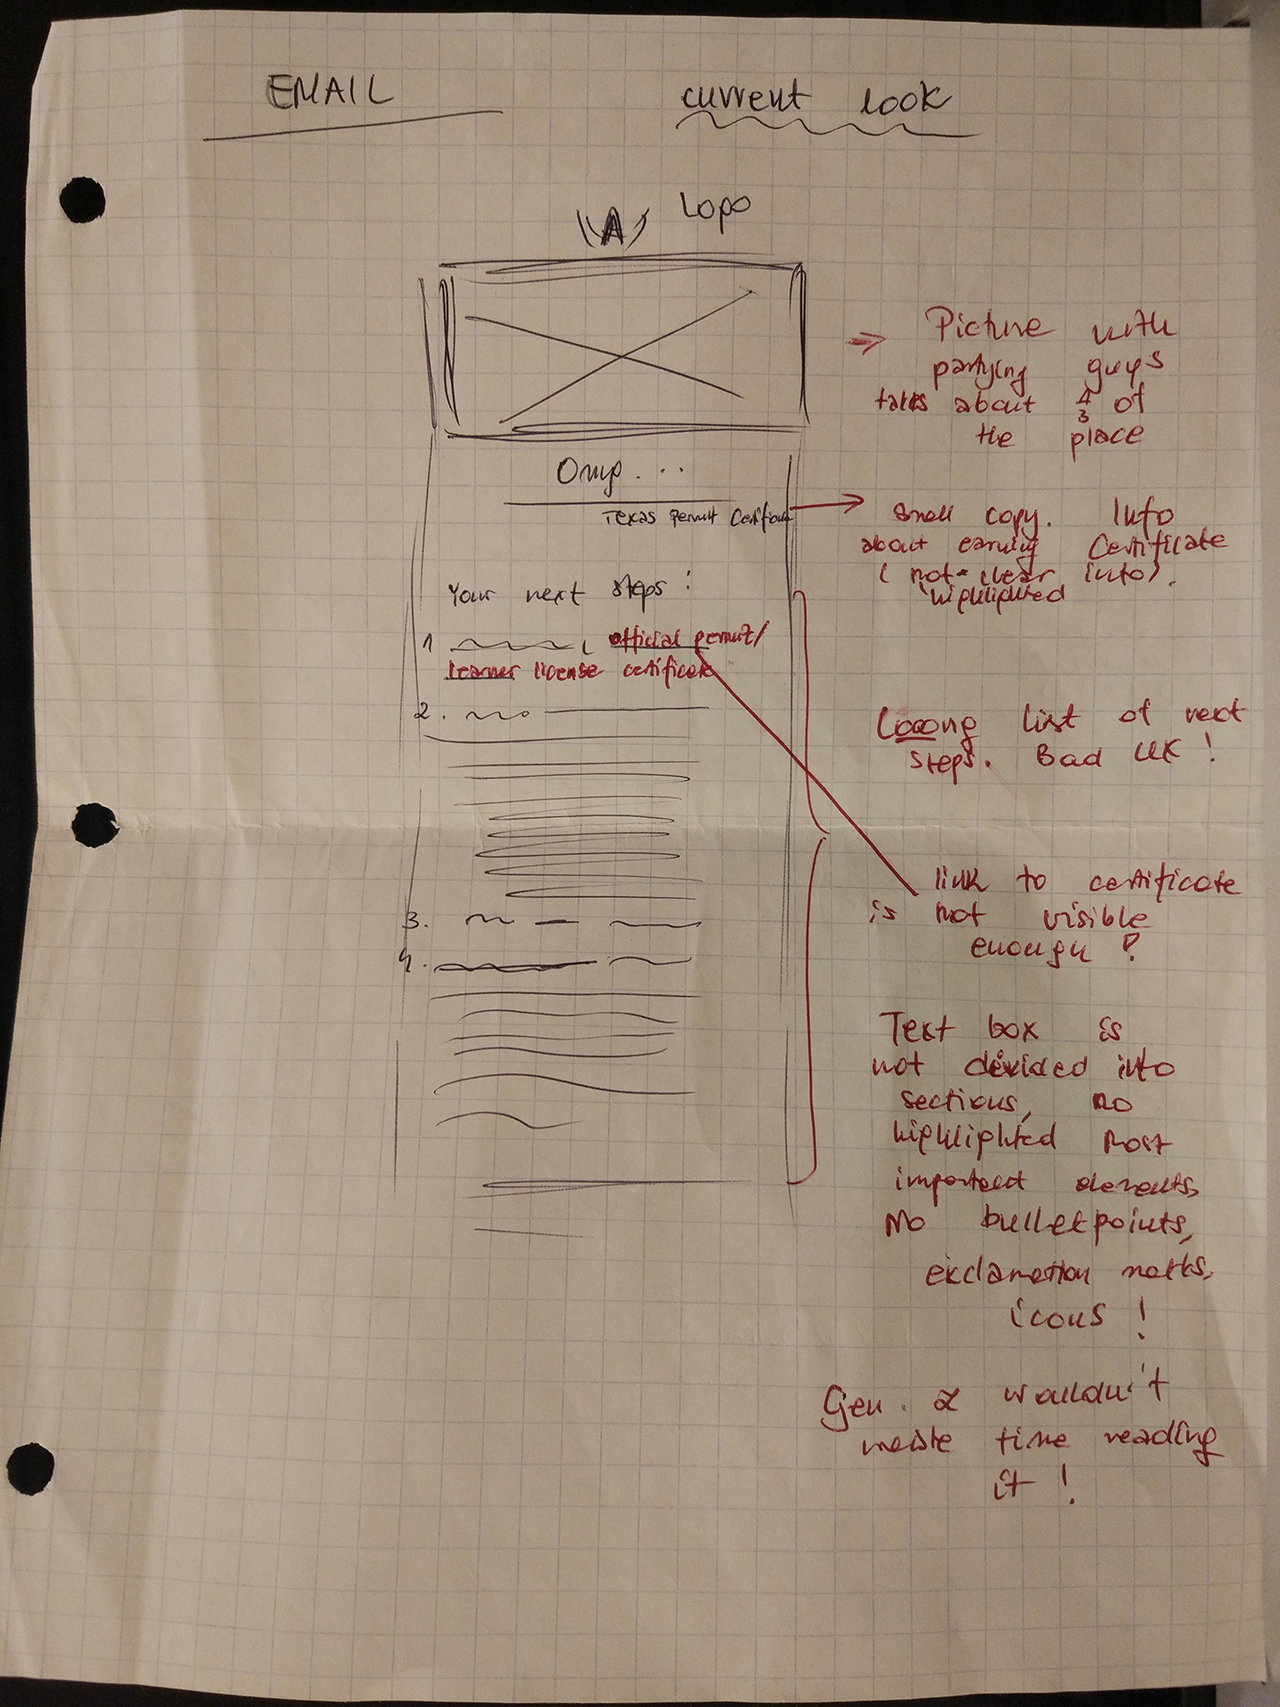 EMAIL
current look
A Logo
Picture with
partying guys
takes about 4/3 of
the place
Omg...
Texas Permit Certificate
small copy. Info
about earning Certificate
(not clear info).
highlighted
Your next steps:
1 official permit/
learner license certificate
2.
3.
4.
Looong list of next
steps. Bad UX!
link to certificate
is not visible
enough?
Text box is
not devided into
sections, no
highlighted most
important elements,
No bulletpoints,
exclamation marks,
icons!
Gen. Z wouldn't
waste time reading
it!